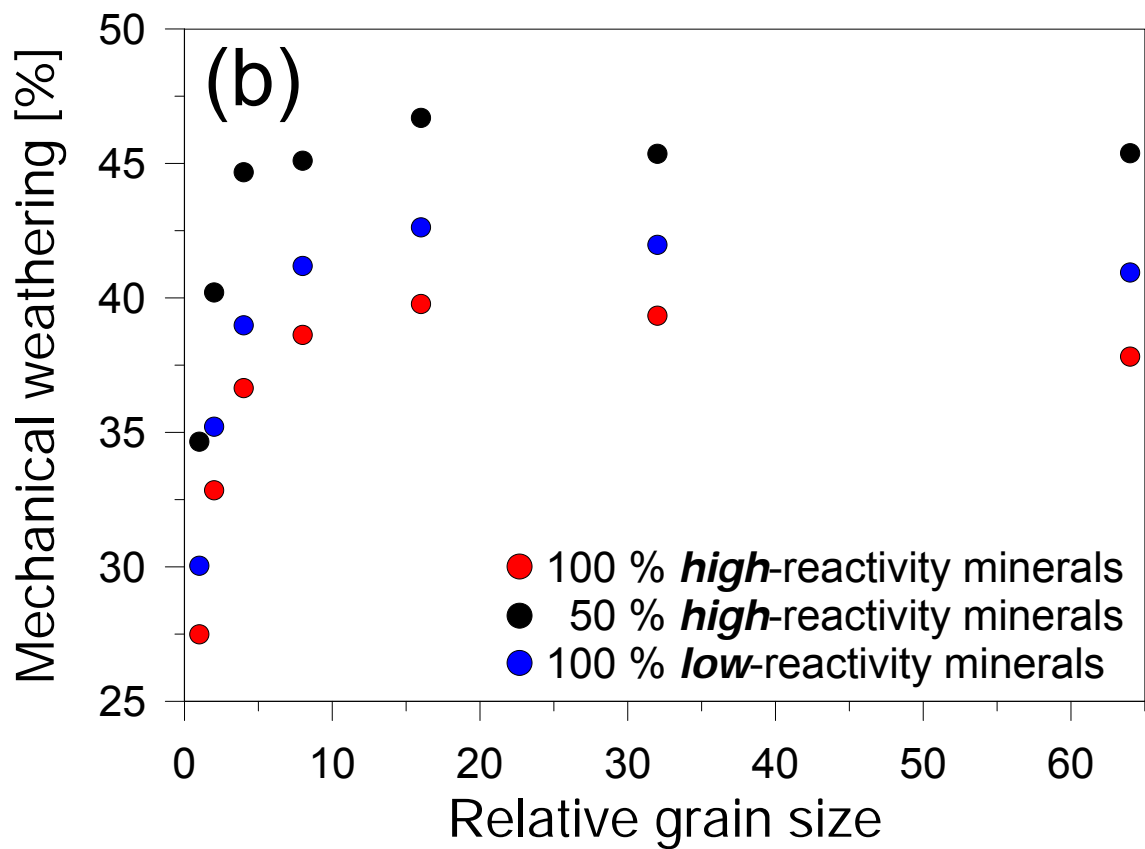 (b)
Mechanical weathering [%]
50
45
40
35
30
25
100 % high-reactivity minerals
50 % high-reactivity minerals
100 % low-reactivity minerals
0 10 20 30 40 50 60
Relative grain size